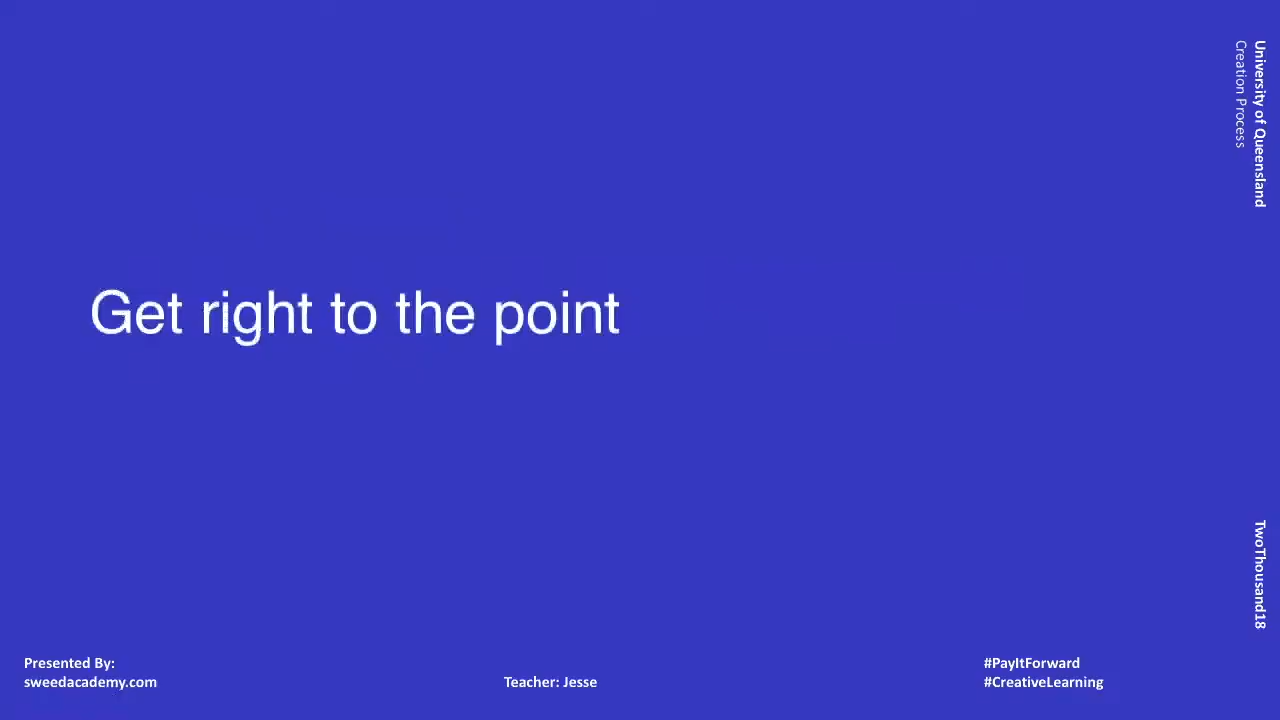 University of Queensland
Creation Process
Get right to the point
TwoThousand18
Presented By:
sweedacademy.com
Teacher: Jesse
#PayItForward
#CreativeLearning